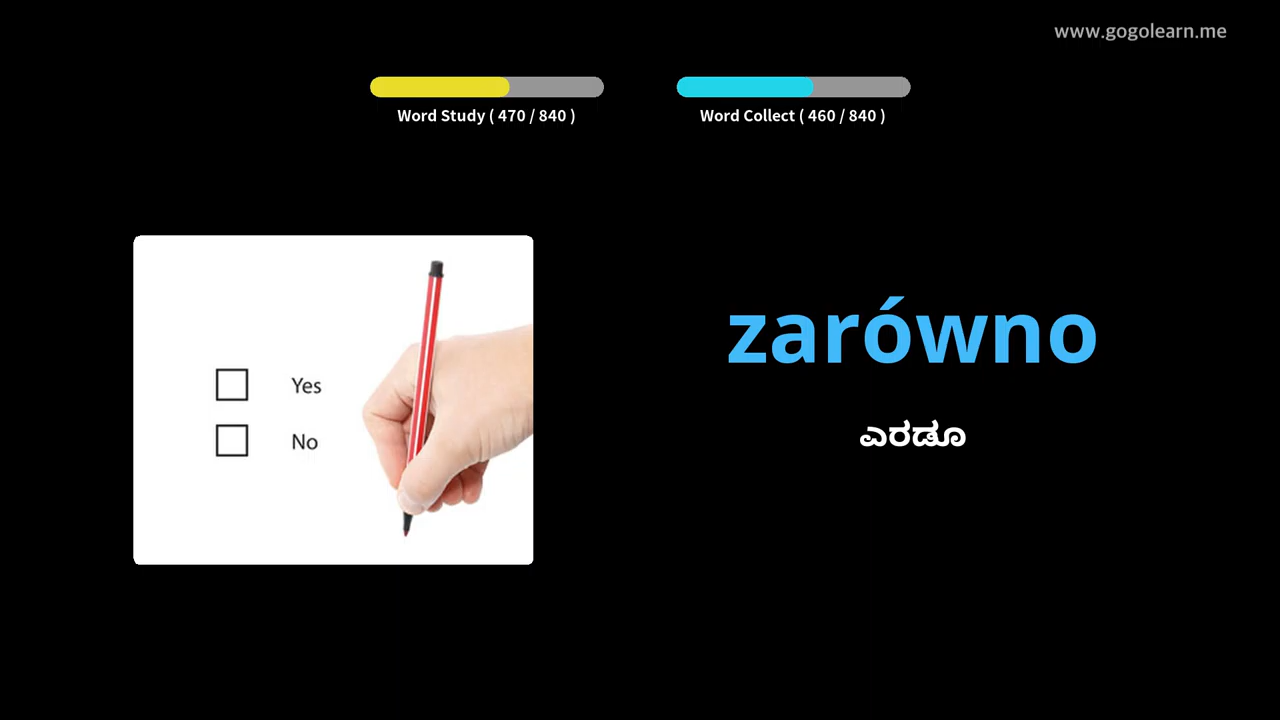 www.gogolearn.me
Word Study ( 470 / 840 )
Word Collect ( 460 / 840 )
Yes
No
zarówno
ಎರಡೂ